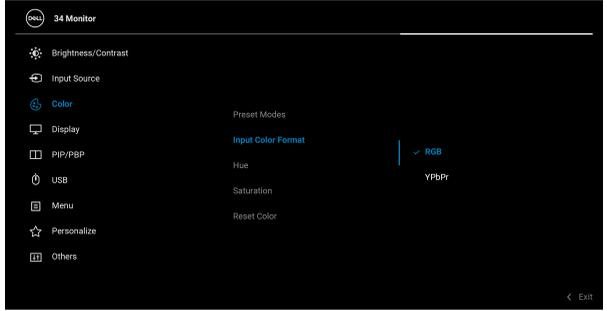 DELL 34 Monitor
Brightness/Contrast
Input Source
Color
Display
PIP/PBP
USB
Menu
Personalize
Others
Preset Modes
Input Color Format
Hue
Saturation
Reset Color
RGB
YPbPr
Exit